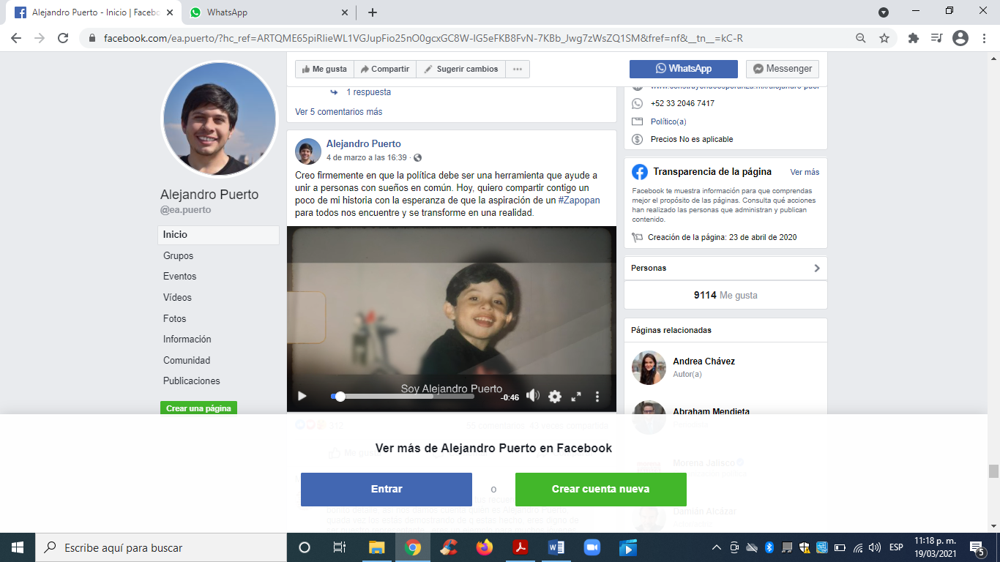 Alejandro Puerto - Inicio | Facebo
WhatsApp
facebook.com/ea.puerto/?hc_ref=ARTQME65piRIieWL1VGJupFio25nO0gcxGC8W-IG5eFKB8FvN-7KBb_Jwg7zWsZQ1SM&fref=nf&__tn__=kC-R
Me gusta
Compartir
Sugerir cambios
WhatsApp
Messenger
1 respuesta
Ver 5 comentarios más
Alejandro Puerto
@ea.puerto
Inicio
Grupos
Eventos
Vídeos
Fotos
Información
Comunidad
Publicaciones
Crear una página
Alejandro Puerto
4 de marzo a las 16:39 ·
Creo firmemente en que la política debe ser una herramienta que ayude a
unir a personas con sueños en común. Hoy, quiero compartir contigo un
poco de mi historia con la esperanza de que la aspiración de un #Zapopan
para todos nos encuentre y se transforme en una realidad.
Soy Alejandro Puerto
-0:46
www.construyendoesperanza.mx/alejandro-puer
+52 33 2046 7417
Político(a)
Precios No es aplicable
Transparencia de la página
Ver más
Facebook te muestra información para que comprendas
mejor el propósito de las páginas. Consulta qué acciones
han realizado las personas que administran y publican
contenido.
Creación de la página: 23 de abril de 2020
Personas
9114 Me gusta
Páginas relacionadas
Andrea Chávez
Autor(a)
Abraham Mendieta
Morena Jalisco
Damián Alcázar
312
55 comentarios 43 veces compartido
Me gusta
Ver más de Alejandro Puerto en Facebook
Entrar
o
Crear cuenta nueva
Escribe aquí para buscar
ESP
11:18 p. m.
19/03/2021
5